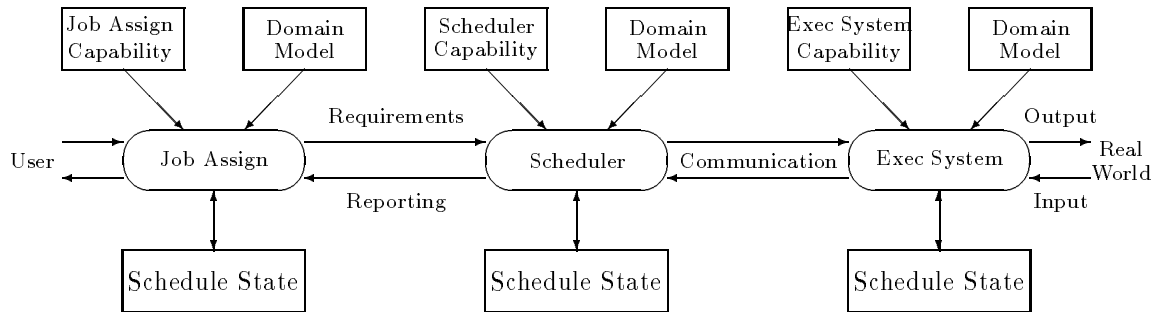 Job Assign
Capability
Domain
Model
Scheduler
Capability
Domain
Model
Exec System
Capability
Domain
Model
Requirements
Output
User
Job Assign
Scheduler
Communication
Exec System
Real
World
Reporting
Input
Schedule State
Schedule State
Schedule State